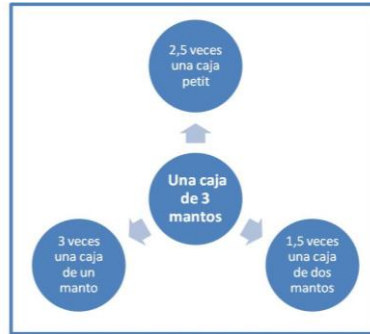 2,5 veces
una caja
petit
Una caja
de 3
mantos
3 veces
una caja
de un
manto
1,5 veces
una caja
de dos
mantos